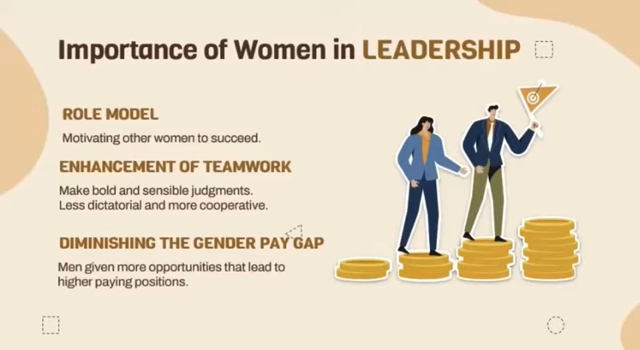 Importance of Women in LEADERSHIP
ROLE MODEL
Motivating other women to succeed.
ENHANCEMENT OF TEAMWORK
Make bold and sensible judgments.
Less dictatorial and more cooperative.
DIMINISHING THE GENDER PAY GAP
Men given more opportunities that lead to
higher paying positions.